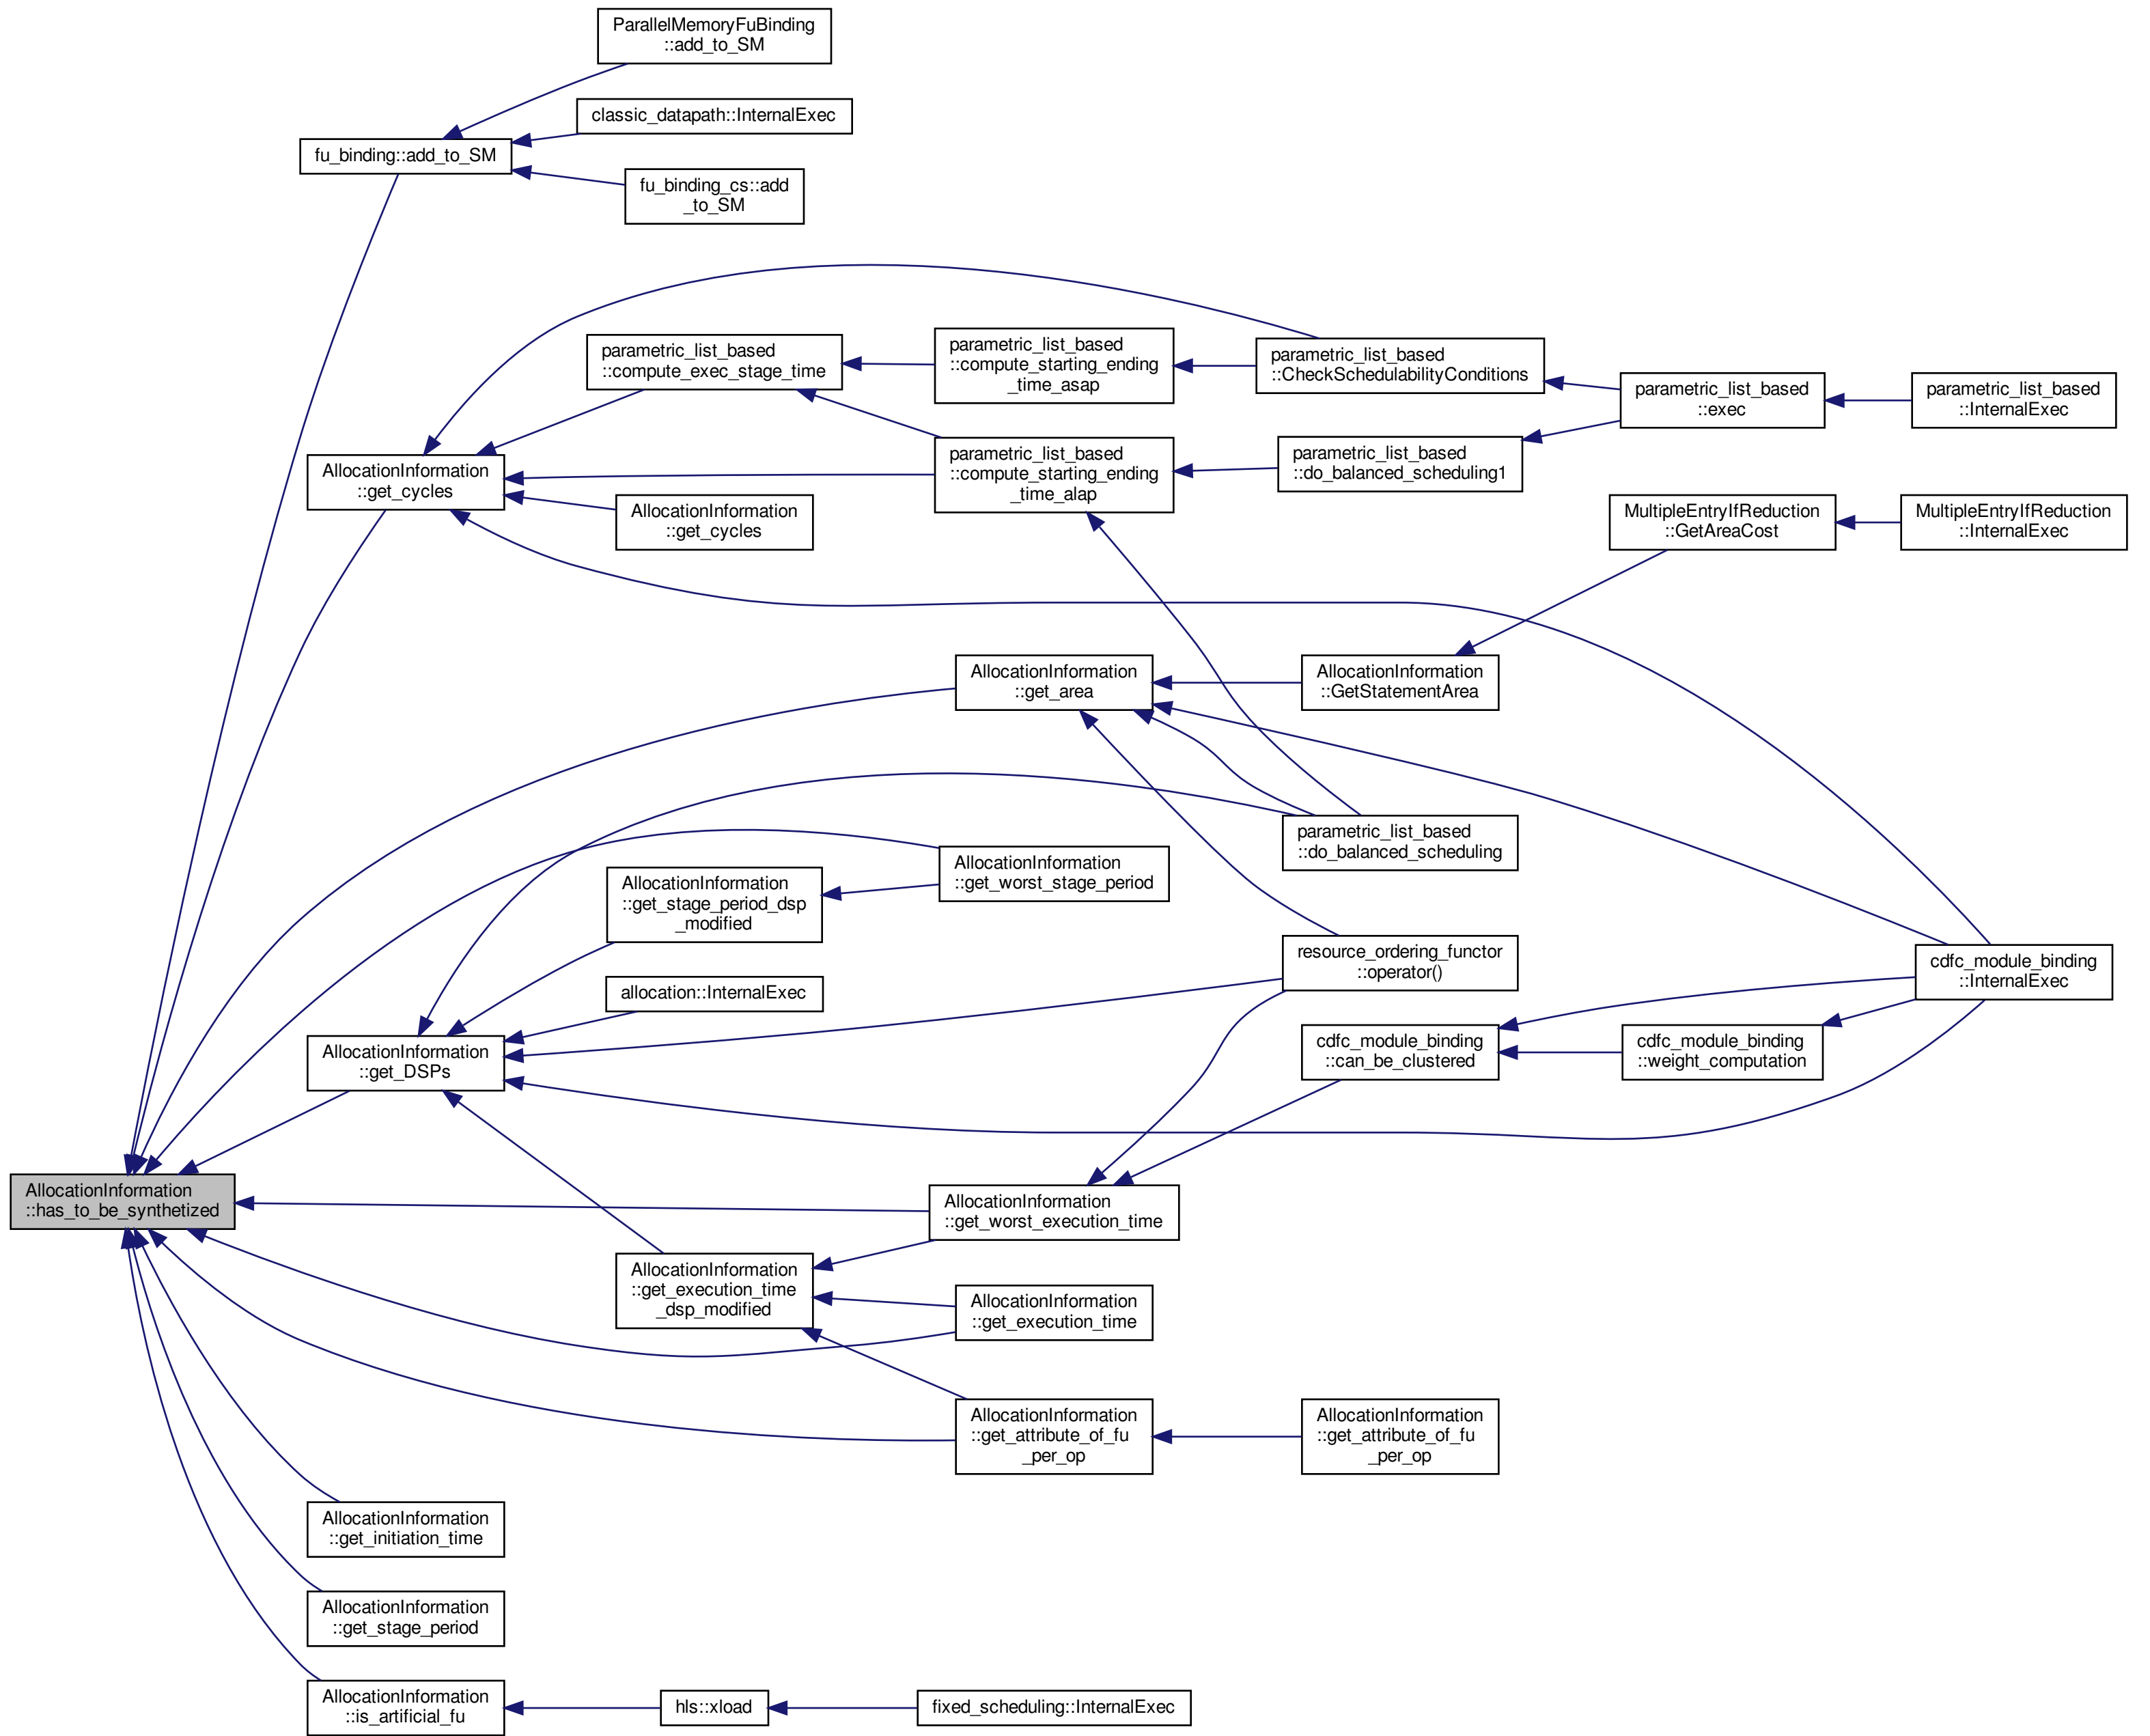 ParallelMemoryFuBinding
::add_to_SM
classic_datapath::InternalExec
fu_binding::add_to_SM
fu_binding_cs::add
_to_SM
parametric_list_based
::compute_exec_stage_time
parametric_list_based
::compute_starting_ending
_time_asap
parametric_list_based
::CheckSchedulabilityConditions
parametric_list_based
::exec
parametric_list_based
::InternalExec
AllocationInformation
::get_cycles
parametric_list_based
::compute_starting_ending
_time_alap
parametric_list_based
::do_balanced_scheduling1
AllocationInformation
::get_cycles
MultipleEntryIfReduction
::GetAreaCost
MultipleEntryIfReduction
::InternalExec
AllocationInformation
::get_area
AllocationInformation
::GetStatementArea
parametric_list_based
::do_balanced_scheduling
AllocationInformation
::get_worst_stage_period
AllocationInformation
::get_stage_period_dsp
_modified
resource_ordering_functor
::operator()
cdfc_module_binding
::InternalExec
allocation::InternalExec
AllocationInformation
::get_DSPs
cdfc_module_binding
::can_be_clustered
cdfc_module_binding
::weight_computation
AllocationInformation
::has_to_be_synthetized
AllocationInformation
::get_worst_execution_time
AllocationInformation
::get_execution_time
_dsp_modified
AllocationInformation
::get_execution_time
AllocationInformation
::get_attribute_of_fu
_per_op
AllocationInformation
::get_attribute_of_fu
_per_op
AllocationInformation
::get_initiation_time
AllocationInformation
::get_stage_period
AllocationInformation
::is_artificial_fu
hls::xload
fixed_scheduling::InternalExec